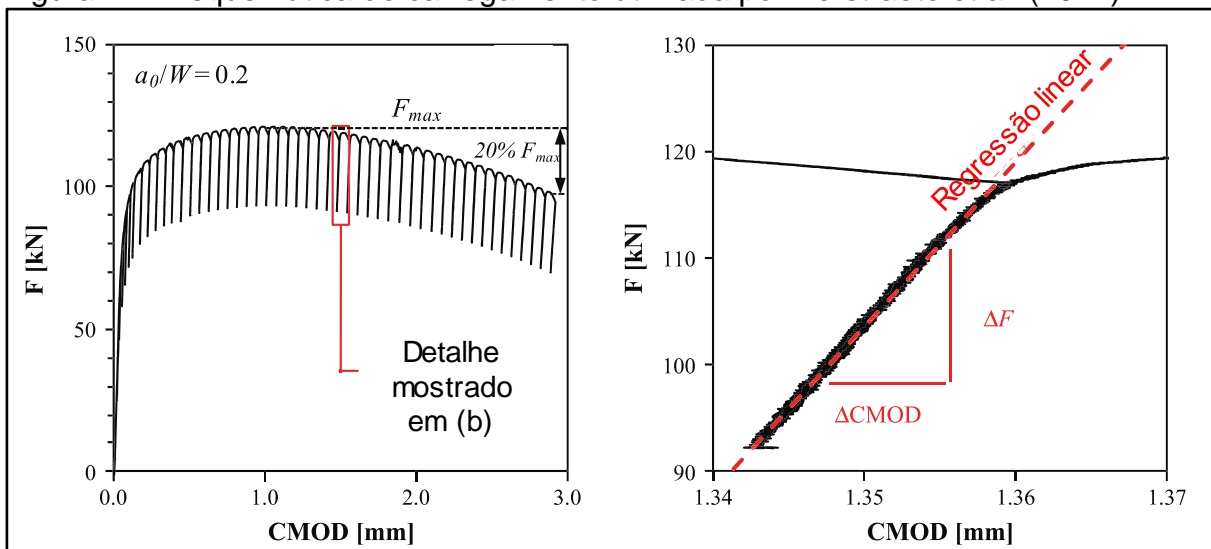 150
a₀/W = 0.2
F_max
20% F_max
100
F [kN]
50
Detalhe
mostrado
em (b)
0
0.0
1.0
2.0
3.0
CMOD [mm]
130
Regressão linear
120
F [kN]
110
ΔF
100
ΔCMOD
90
1.34
1.35
1.36
1.37
CMOD [mm]